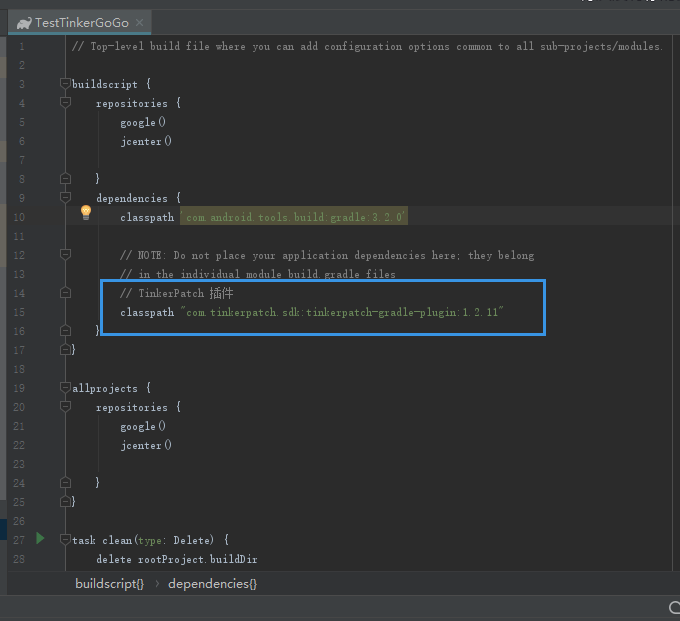 TestTinkerGoGo
1 // Top-level build file where you can add configuration options common to all sub-projects/modules.
2
3 buildscript {
4 repositories {
5 google()
6 jcenter()
7
8 }
9 dependencies {
10 classpath 'com.android.tools.build:gradle:3.2.0'
11
12 // NOTE: Do not place your application dependencies here; they belong
13 // in the individual module build.gradle files
14 // TinkerPatch 插件
15 classpath "com.tinkerpatch.sdk:tinkerpatch-gradle-plugin:1.2.11"
16 }
17 }
18
19 allprojects {
20 repositories {
21 google()
22 jcenter()
23
24 }
25 }
26
27 task clean(type: Delete) {
28 delete rootProject.buildDir
buildscript{} › dependencies{}